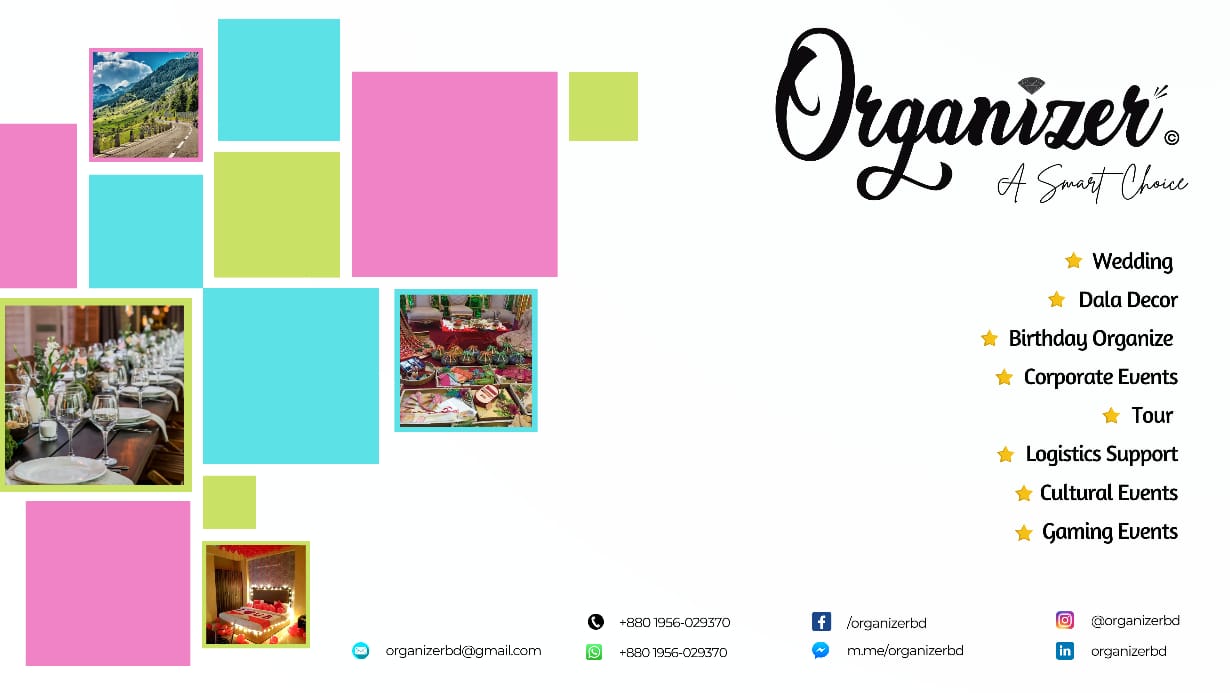 Organizer ©
A Smart Choice
Wedding
Dala Decor
Birthday Organize
Corporate Events
Tour
Logistics Support
Cultural Events
Gaming Events
organizerbd@gmail.com
+880 1956-029370
+880 1956-029370
/organizerbd
m.me/organizerbd
@organizerbd
organizerbd